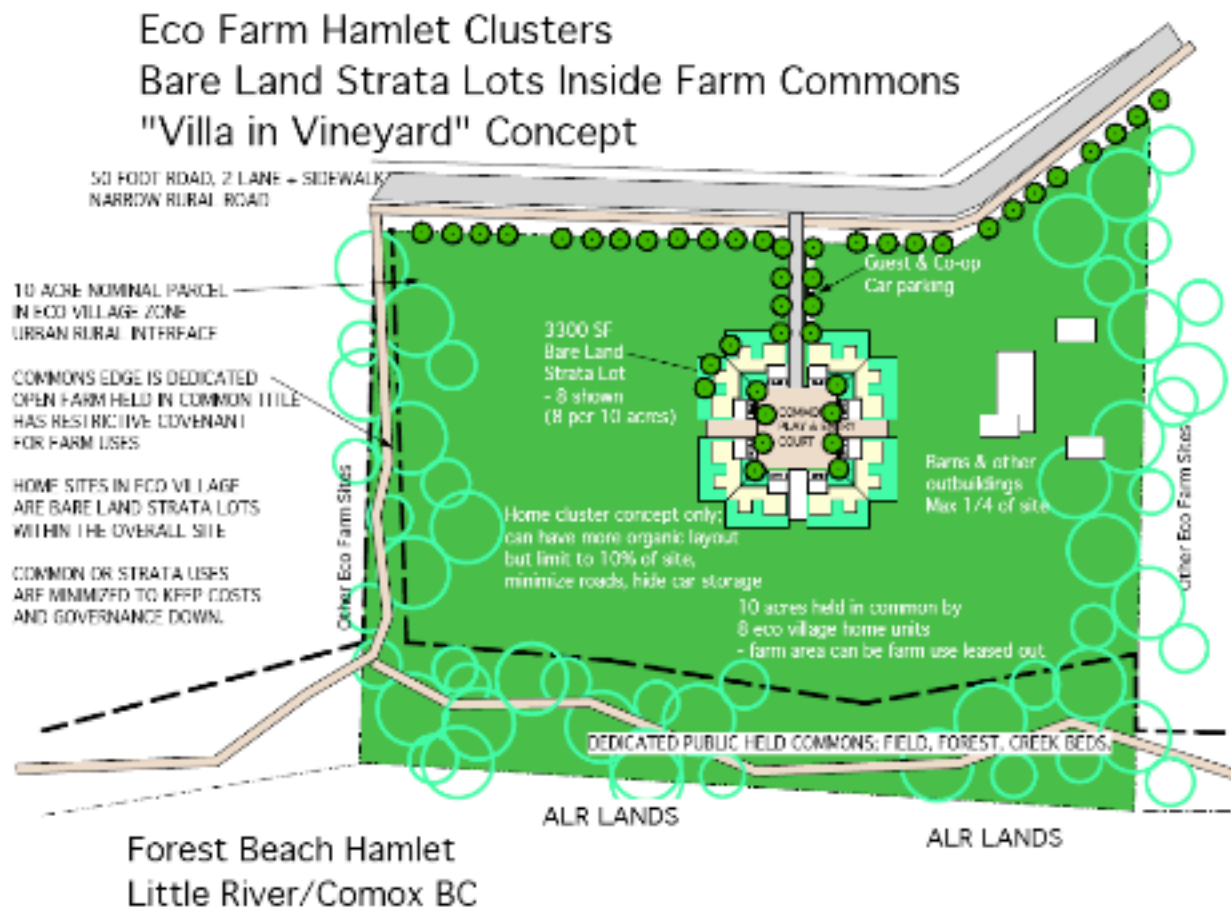 Eco Farm Hamlet Clusters
Bare Land Strata Lots Inside Farm Commons
"Villa in Vineyard" Concept
50 FOOT ROAD, 2 LANE + SIDEWALK
NARROW RURAL ROAD
Guest & Co-op
Car parking
10 ACRE NOMINAL PARCEL
IN ECO VILLAGE ZONE
URBAN RURAL INTERFACE
3300 SF
Bare Land
Strata Lot
- 8 shown
(8 per 10 acres)
COMMONS EDGE IS DEDICATED
OPEN FARM HELD IN COMMON TITLE
HAS RESTRICTIVE COVENANT
FOR FARM USES
PLAY &
COURT
HOME SITES IN ECO VILLAGE
ARE BARE LAND STRATA LOTS
WITHIN THE OVERALL SITE
COMMON OR STRATA USES
ARE MINIMIZED TO KEEP COSTS
AND GOVERNANCE DOWN.
Other Eco Farm Sites
Barns & other
outbuildings
Max 1/4 of site
Other Eco Farm Sites
Home cluster concept only:
can have more organic layout
but limit to 10% of site,
minimize roads, hide car storage
10 acres held in common by
8 eco village home units
- farm area can be farm use leased out
DEDICATED PUBLIC HELD COMMONS: FIELD, FOREST, CREEK BEDS.
ALR LANDS
ALR LANDS
Forest Beach Hamlet
Little River/Comox BC